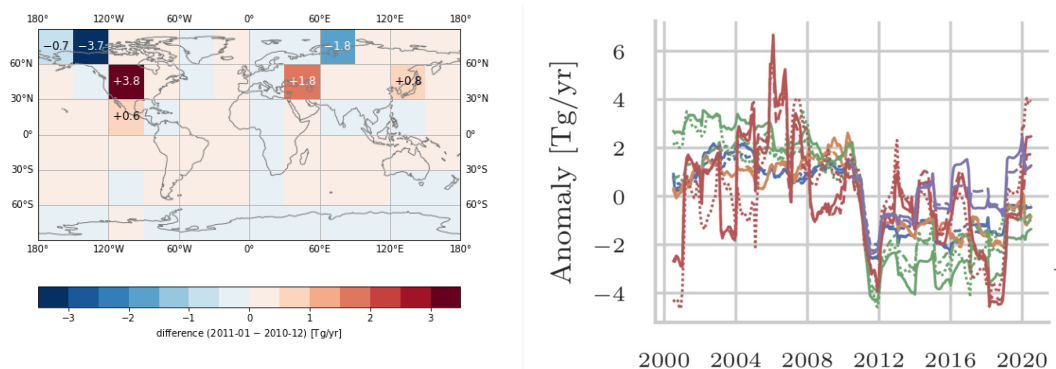 180° 120°W 60°W 0° 60°E 120°E 180°
−0.7 −3.7 −1.8
60°N 60°N
+3.8 +1.8 +0.8
30°N 30°N
+0.6
0° 0°
30°S 30°S
60°S 60°S
180° 120°W 60°W 0° 60°E 120°E 180°
−3 −2 −1 0 1 2 3
difference (2011-01 − 2010-12) [Tg/yr]
Anomaly [Tg/yr]
6
4
2
0
−2
−4
2000 2004 2008 2012 2016 2020